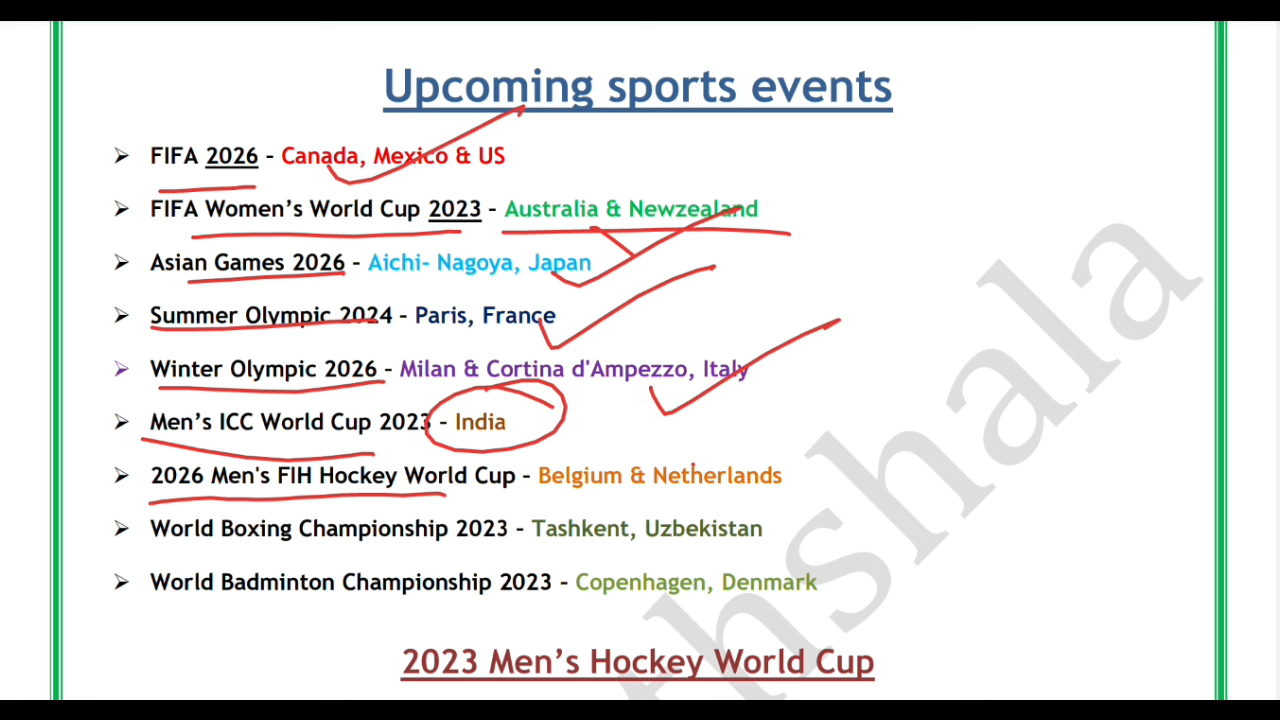 Upcoming sports events
➤ FIFA 2026 - Canada, Mexico & US
➤ FIFA Women's World Cup 2023 - Australia & Newzealand
➤ Asian Games 2026 - Aichi- Nagoya, Japan
➤ Summer Olympic 2024 - Paris, France
➤ Winter Olympic 2026 - Milan & Cortina d'Ampezzo, Italy
➤ Men's ICC World Cup 2023 - India
➤ 2026 Men's FIH Hockey World Cup - Belgium & Netherlands
➤ World Boxing Championship 2023 - Tashkent, Uzbekistan
➤ World Badminton Championship 2023 - Copenhagen, Denmark
2023 Men's Hockey World Cup
hshala